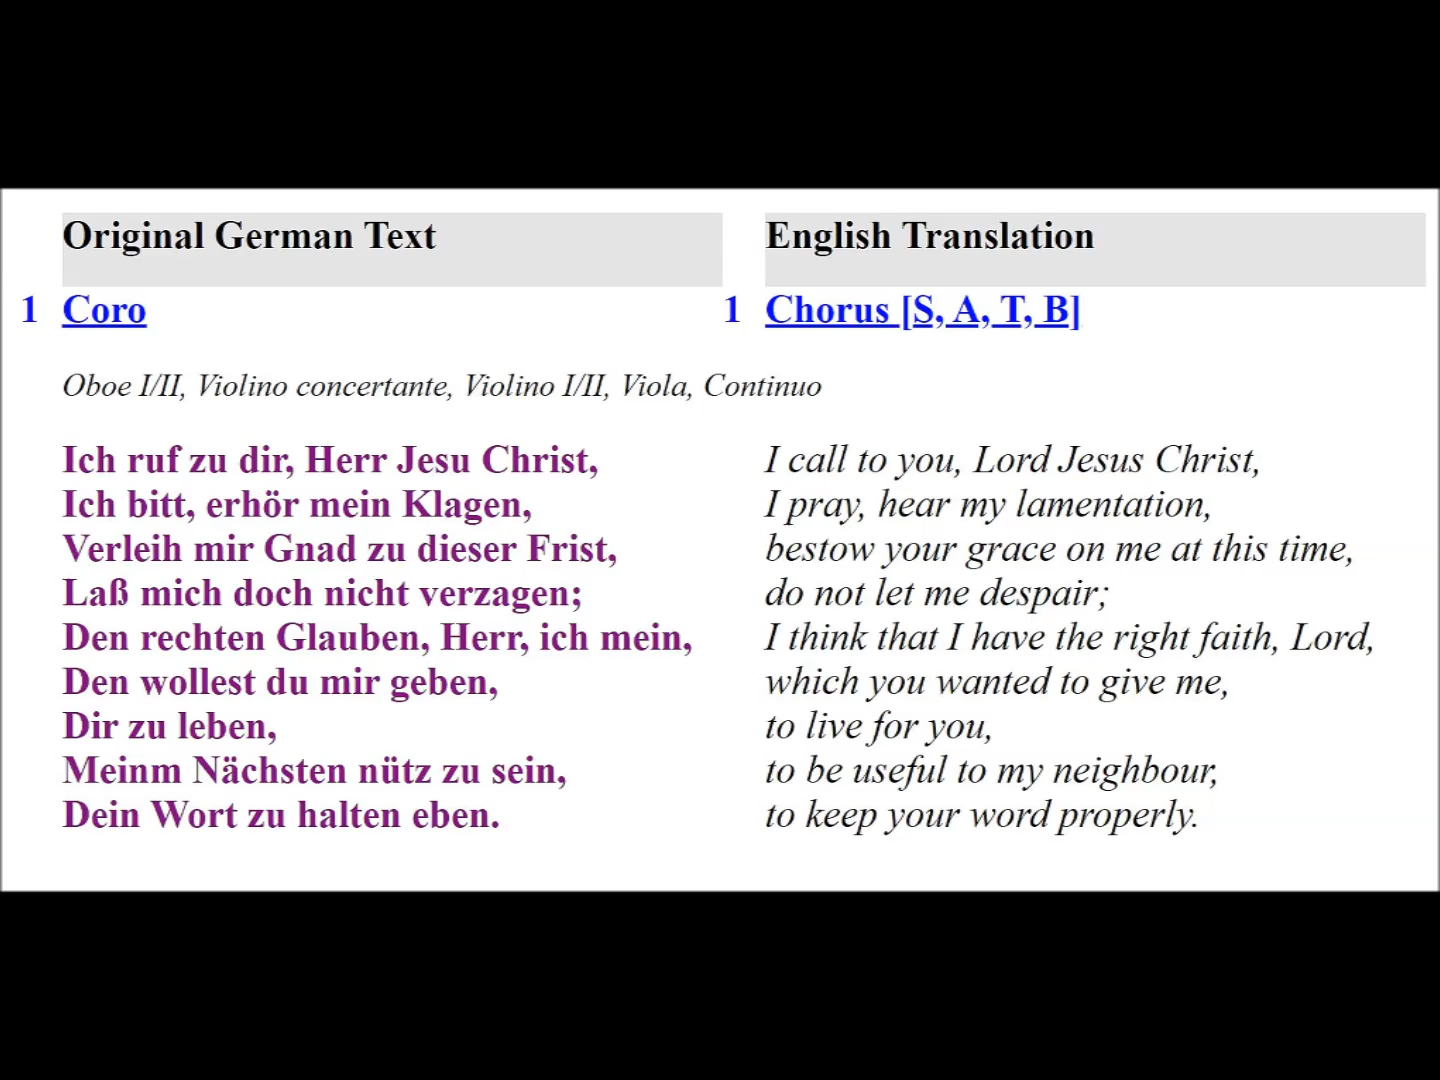 Original German Text
English Translation
1 Coro
1 Chorus [S, A, T, B]
Oboe I/II, Violino concertante, Violino I/II, Viola, Continuo
Ich ruf zu dir, Herr Jesu Christ,
Ich bitt, erhör mein Klagen,
Verleih mir Gnad zu dieser Frist,
Laß mich doch nicht verzagen;
Den rechten Glauben, Herr, ich mein,
Den wollest du mir geben,
Dir zu leben,
Meinm Nächsten nütz zu sein,
Dein Wort zu halten eben.
I call to you, Lord Jesus Christ,
I pray, hear my lamentation,
bestow your grace on me at this time,
do not let me despair;
I think that I have the right faith, Lord,
which you wanted to give me,
to live for you,
to be useful to my neighbour,
to keep your word properly.